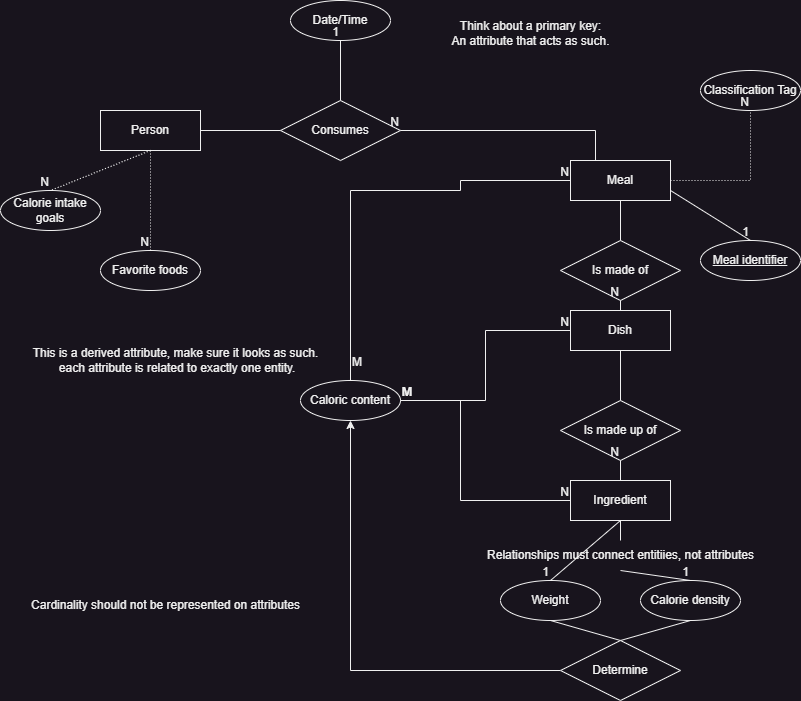 Date/Time
1
Think about a primary key:
An attribute that acts as such.
Classification Tag
N
Person
Consumes
N
N
Meal
N
Calorie intake
goals
N
Favorite foods
1
Meal identifier
Is made of
N
N
Dish
This is a derived attribute, make sure it looks as such.
each attribute is related to exactly one entity.
M
Caloric content
M
Is made up of
N
N
Ingredient
Relationships must connect entitiies, not attributes
1
1
Weight
Calorie density
Cardinality should not be represented on attributes
Determine